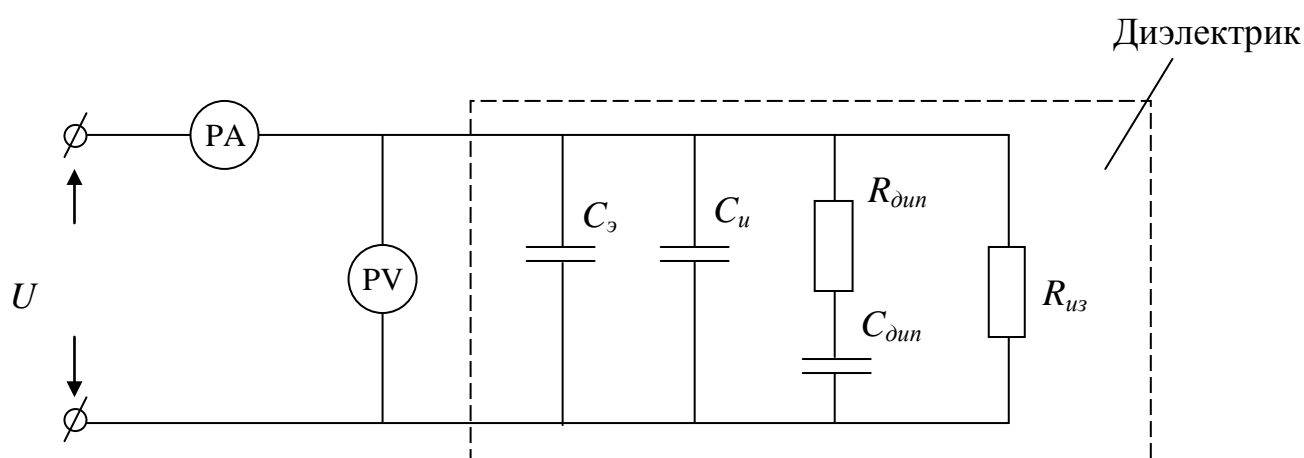 Диэлектрик
PA
Cэ
Cи
Rдип
PV
U
Rиз
Cдип